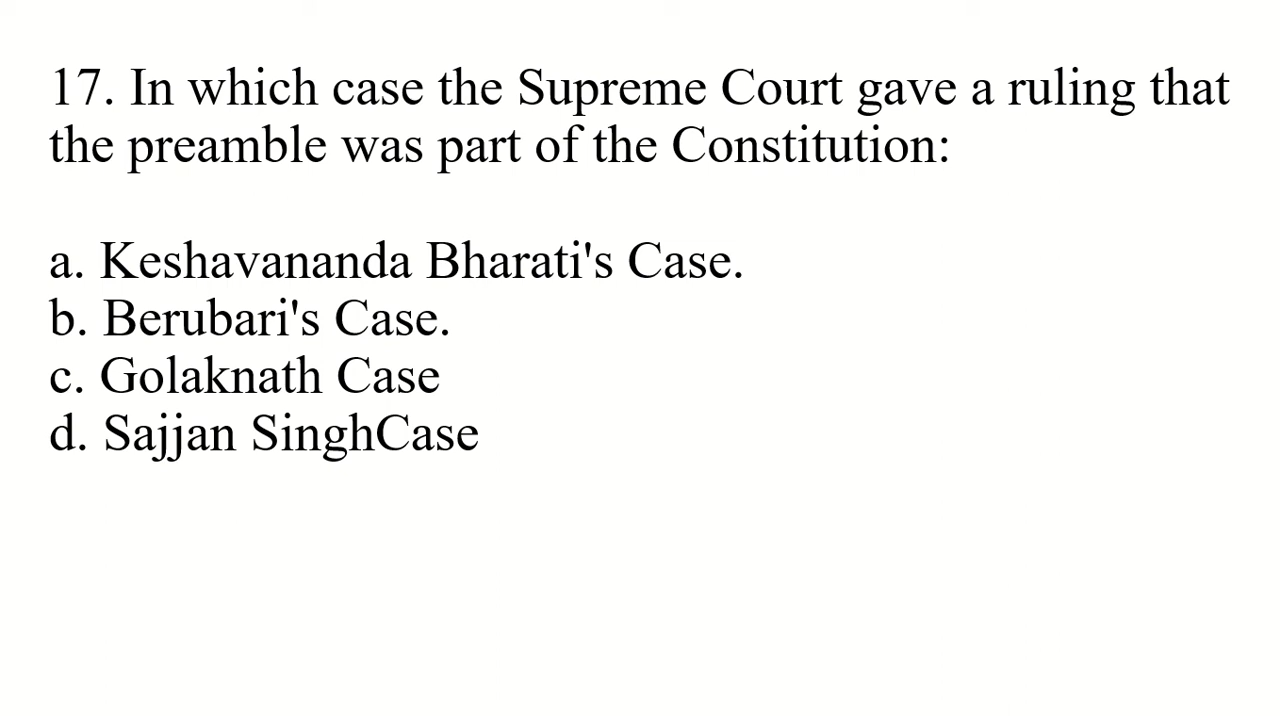 17. In which case the Supreme Court gave a ruling that
the preamble was part of the Constitution:
a. Keshavananda Bharati's Case.
b. Berubari's Case.
c. Golaknath Case
d. Sajjan SinghCase